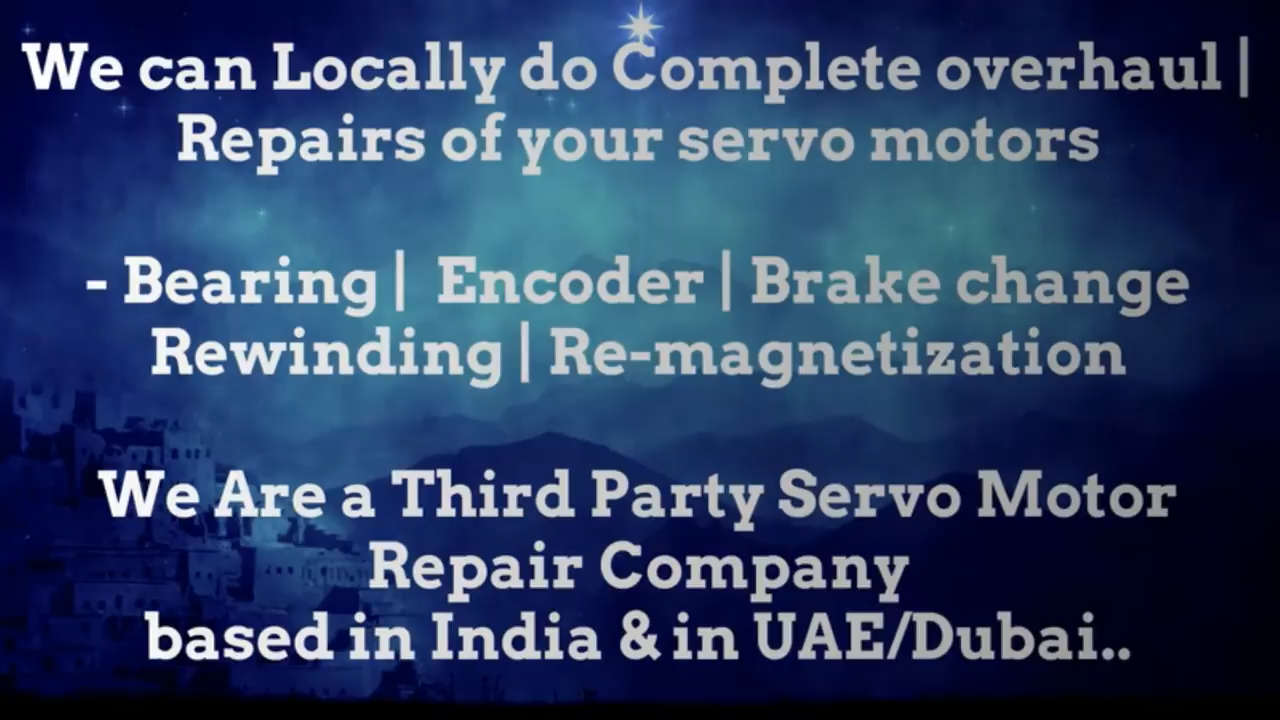 We can Locally do Complete overhaul |
Repairs of your servo motors
- Bearing | Encoder | Brake change
Rewinding | Re-magnetization
We Are a Third Party Servo Motor
Repair Company
based in India & in UAE/Dubai..